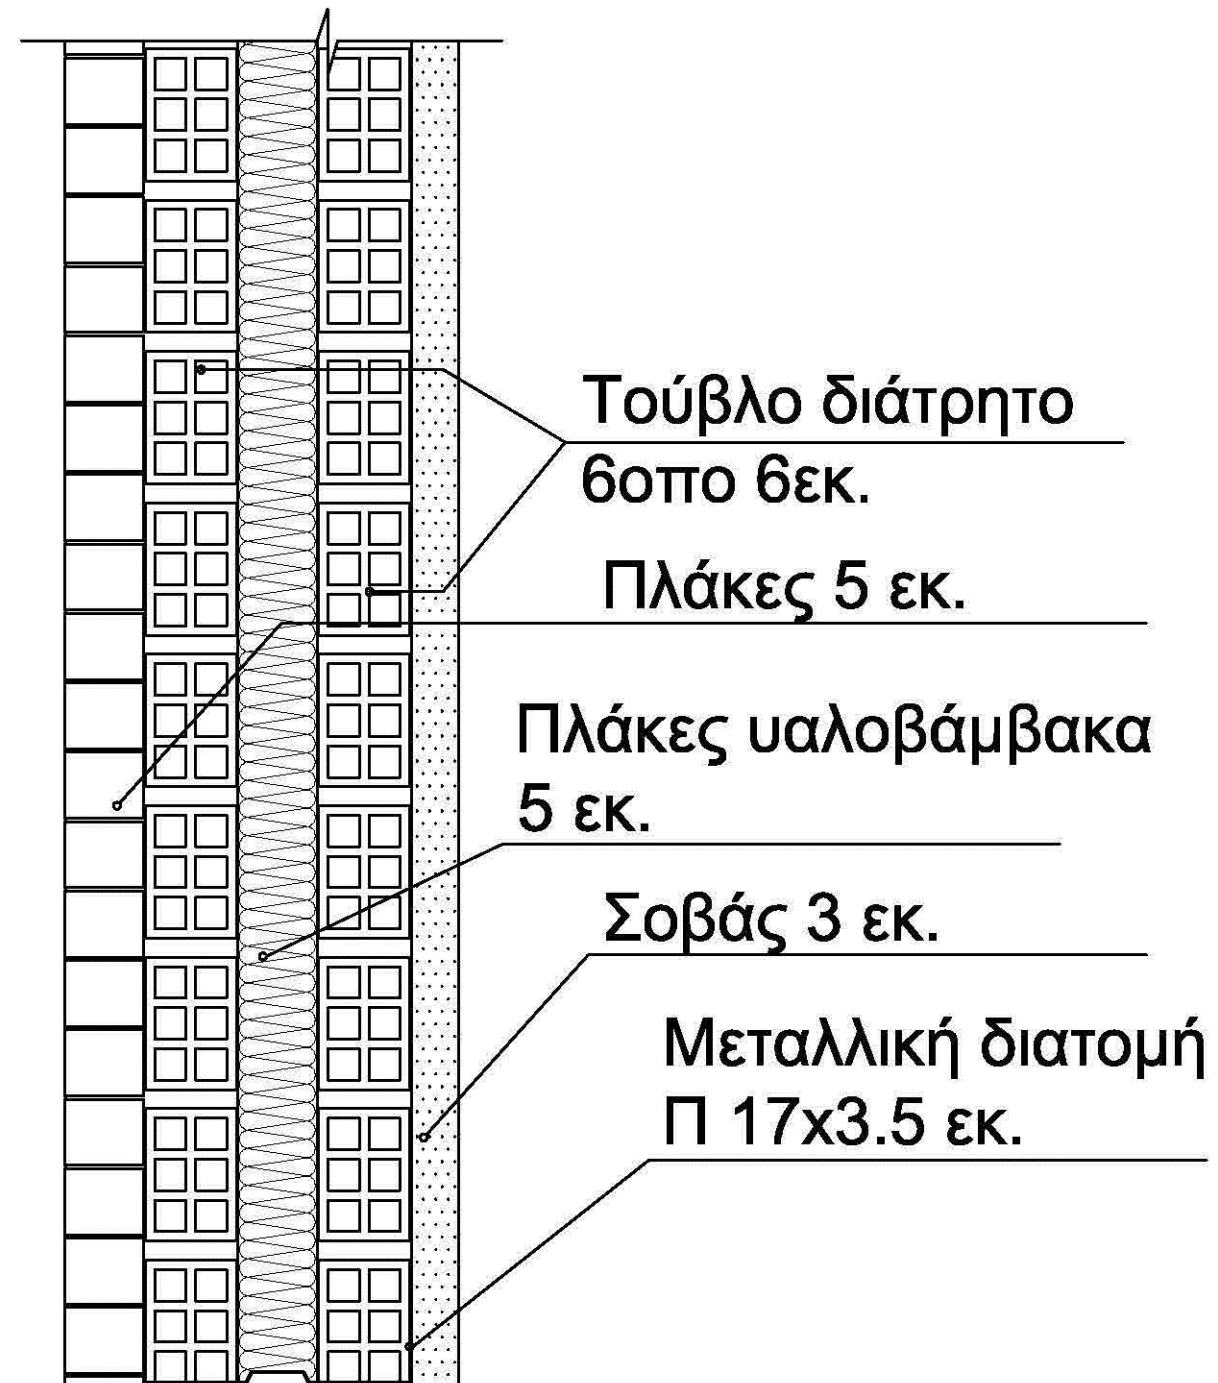 Τούβλο διάτρητο
6οπο 6εκ.
Πλάκες 5 εκ.
Πλάκες υαλοβάμβακα
5 εκ.
Σοβάς 3 εκ.
Μεταλλική διατομή
Π 17x3.5 εκ.